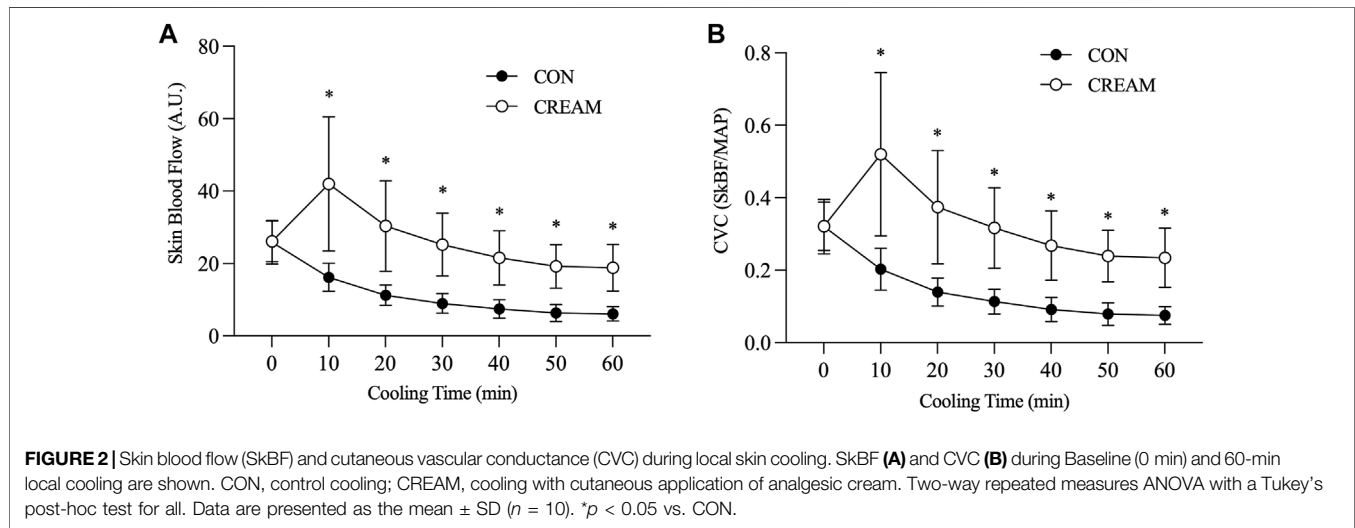 A
80
60
40
20
0
Skin Blood Flow (A.U.)
CON
CREAM
*
*
*
*
*
*
0 10 20 30 40 50 60
Cooling Time (min)
B
0.8
0.6
0.4
0.2
0.0
CVC (SkBF/MAP)
CON
CREAM
*
*
*
*
*
*
0 10 20 30 40 50 60
Cooling Time (min)
FIGURE 2 | Skin blood flow (SkBF) and cutaneous vascular conductance (CVC) during local skin cooling. SkBF (A) and CVC (B) during Baseline (0 min) and 60-min
local cooling are shown. CON, control cooling; CREAM, cooling with cutaneous application of analgesic cream. Two-way repeated measures ANOVA with a Tukey's
post-hoc test for all. Data are presented as the mean ± SD (n = 10). *p < 0.05 vs. CON.